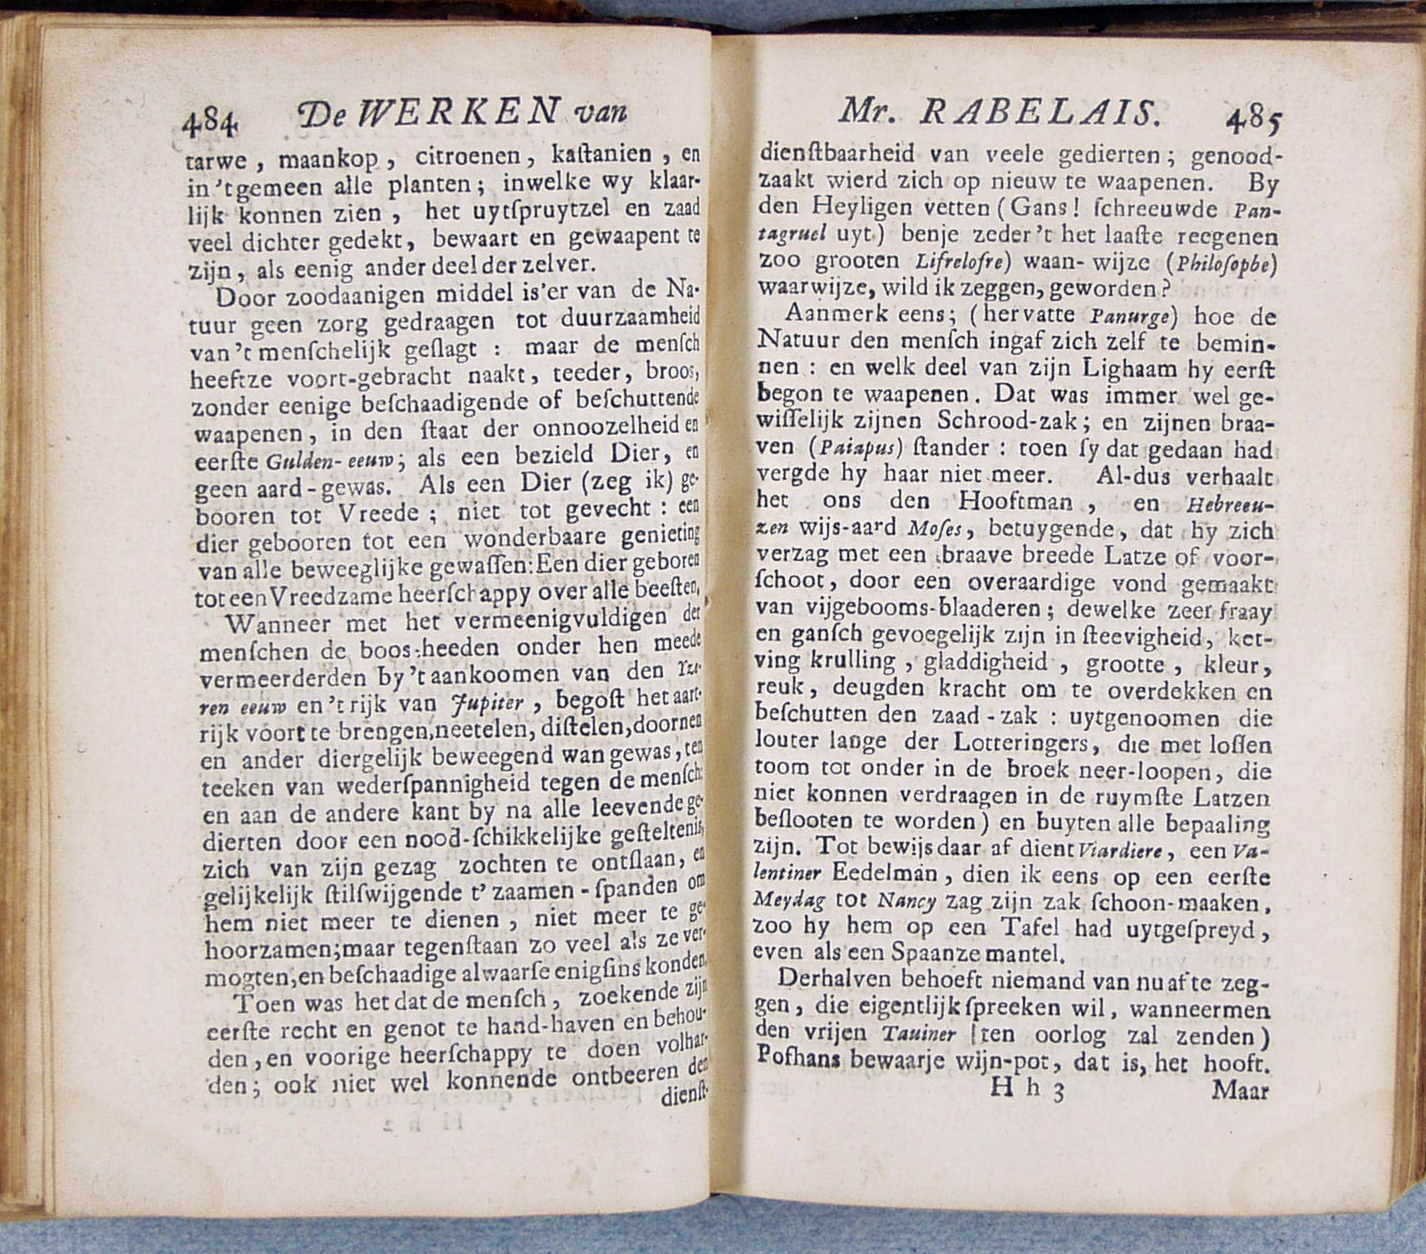 484 De WERKEN van
tarwe, maankop, citroenen, kaſtanien, en
in 't gemeen alle planten; inwelke wy klaar-
lijk konnen zien, het uytſpruytzel en zaad
veel dichter gedekt, bewaart en gewaapent te
zijn, als eenig ander deel der zelver.
Door zoodaanigen middel is'er van de Na-
tuur geen zorg gedraagen tot duurzaamheid
van 't menſchelijk geſlagt : maar de menſch
heeftze voort-gebracht naakt, teeder, broos,
zonder eenige beſchaadigende of beſchuttende
waapenen, in den ſtaat der onnoozelheid en
eerſte Gulden-eeuw; als een bezield Dier, en
geen aard-gewas. Als een Dier (zeg ik) ge-
booren tot Vreede; niet tot gevecht : een
dier gebooren tot een wonderbaare genieting
van alle beweeglijke gewaſſen: Een dier geboren
tot een Vreedzame heerſchappy over alle beeſten,
Wanneer met het vermeenigvuldigen der
menſchen de boos-heeden onder hen meede
vermeerderden by 't aankoomen van den Yze-
ren eeuw en 't rijk van Jupiter, begoſt het aart-
rijk voort te brengen, neetelen, diſtelen, doornen
en ander diergelijk beweegend wan gewas, ten
teeken van wederſpannigheid tegen de menſch:
en aan de andere kant by na alle leevende ge-
dierten door een nood-ſchikkelijke geſteltenis,
zich van zijn gezag zochten te ontſlaan, en
gelijkelijk ſtilſwijgende t' zaamen-ſpanden om
hem niet meer te dienen, niet meer te ge-
hoorzamen; maar tegenſtaan zo veel als ze ver-
mogten, en beſchaadige alwaarſe enigſins konden.
Toen was het dat de menſch, zoekende zijn
eerſte recht en genot te hand-haven en behou-
den, en voorige heerſchappy te doen volhar-
den; ook niet wel konnende ontbeeren den
dienſt-
Mr. RABELAIS. 485
dienſtbaarheid van veele gedierten; genood-
zaakt wierd zich op nieuw te waapenen. By
den Heyligen vetten (Gans! ſchreeuwde Pan-
tagruel uyt) benje zeder 't het laaſte reegenen
zoo grooten Lifrelofre) waan-wijze (Philoſophe)
waarwijze, wild ik zeggen, geworden?
Aanmerk eens; (hervatte Panurge) hoe de
Natuur den menſch ingaf zich zelf te bemin-
nen : en welk deel van zijn Lighaam hy eerſt
begon te waapenen. Dat was immer wel ge-
wiſſelijk zijnen Schrood-zak; en zijnen braa-
ven (Paiapus) ſtander : toen ſy dat gedaan had
vergde hy haar niet meer. Al-dus verhaalt
het ons den Hooftman, en Hebreeu-
zen wijs-aard Moſes, betuygende, dat hy zich
verzag met een braave breede Latze of voor-
ſchoot, door een overaardige vond gemaakt
van vijgebooms-blaaderen; dewelke zeer fraay
en ganſch gevoegelijk zijn in ſteevigheid, ker-
ving krulling, gladdigheid, grootte, kleur,
reuk, deugden kracht om te overdekken en
beſchutten den zaad-zak : uytgenoomen die
louter lange der Lotteringers, die met loſſen
toom tot onder in de broek neer-loopen, die
niet konnen verdraagen in de ruymſte Latzen
beſlooten te worden) en buyten alle bepaaling
zijn. Tot bewijs daar af dient Viardiere, een Va-
lentiner Eedelman, dien ik eens op een eerſte
Meydag tot Nancy zag zijn zak ſchoon-maaken,
zoo hy hem op een Tafel had uytgeſpreyd,
even als een Spaanze mantel.
Derhalven behoeft niemand van nu af te zeg-
gen, die eigentlijk ſpreeken wil, wanneermen
den vrijen Tauiner (ten oorlog zal zenden)
Poſhans bewaarje wijn-pot, dat is, het hooft.
H h 3 Maar